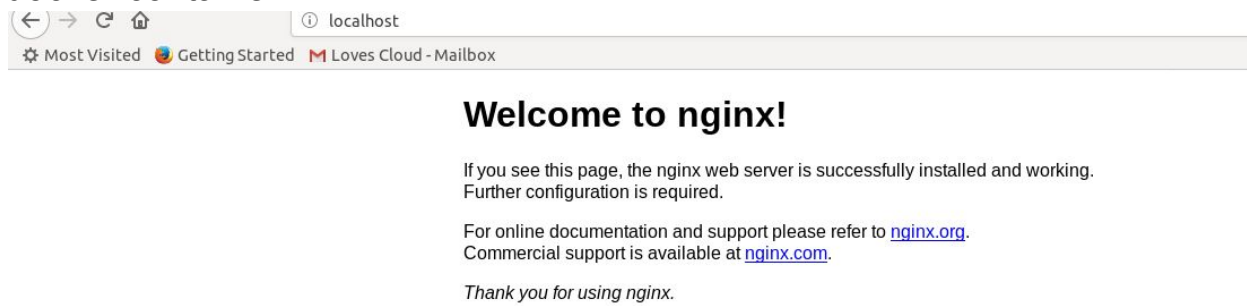 localhost
Most Visited Getting Started Loves Cloud - Mailbox
Welcome to nginx!
If you see this page, the nginx web server is successfully installed and working.
Further configuration is required.
For online documentation and support please refer to nginx.org.
Commercial support is available at nginx.com.
Thank you for using nginx.